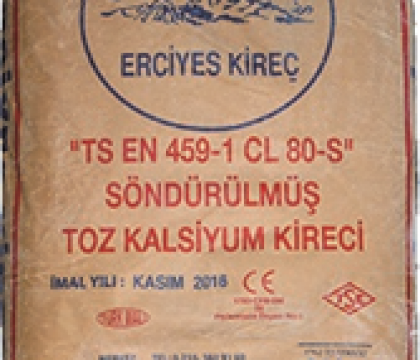 ERCİYES KİREÇ
"TS EN 459-1 CL 80-S"
SÖNDÜRÜLMÜŞ
TOZ KALSİYUM KİRECİ
İMAL YILI : KASIM 2016 CE
TSE